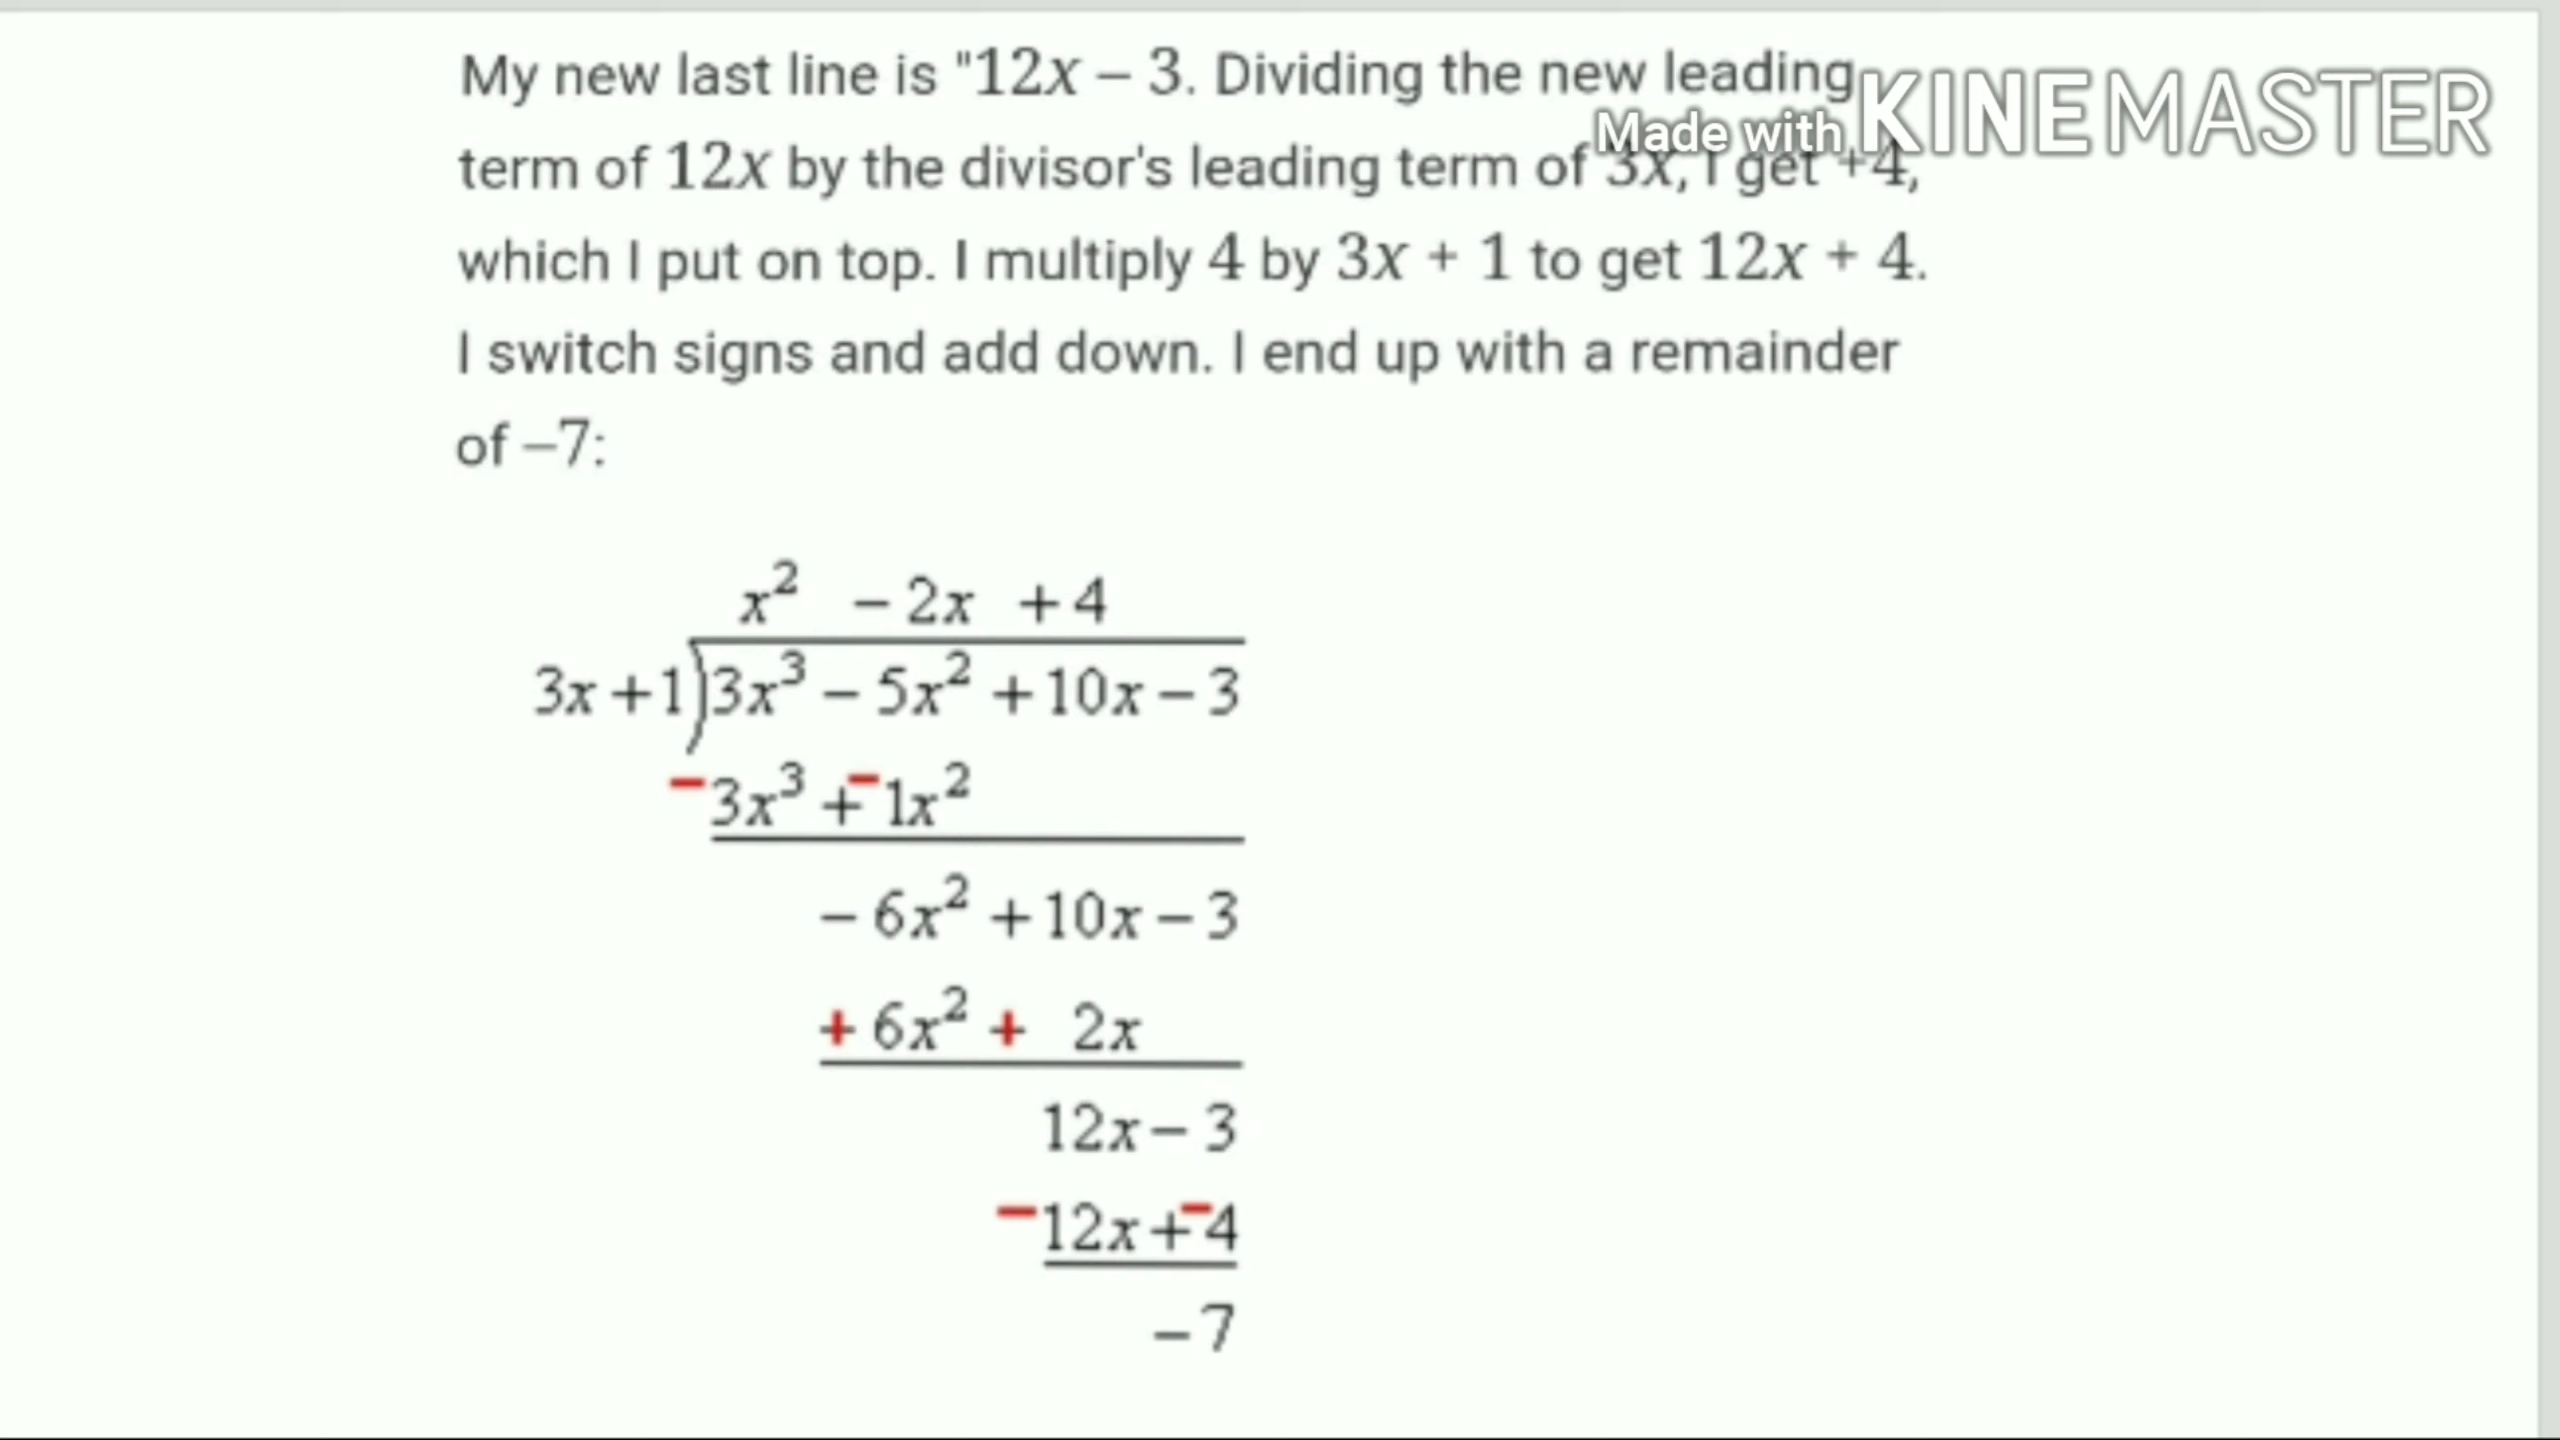 My new last line is "12x – 3. Dividing the new leading
Made with KINEMASTER
term of 12x by the divisor's leading term of 3x, I get +4,
which I put on top. I multiply 4 by 3x + 1 to get 12x + 4.
I switch signs and add down. I end up with a remainder
of –7:
x² – 2x + 4
3x + 1)3x³ – 5x² + 10x – 3
–3x³ + –1x²
– 6x² + 10x – 3
+ 6x² + 2x
12x – 3
–12x + –4
– 7